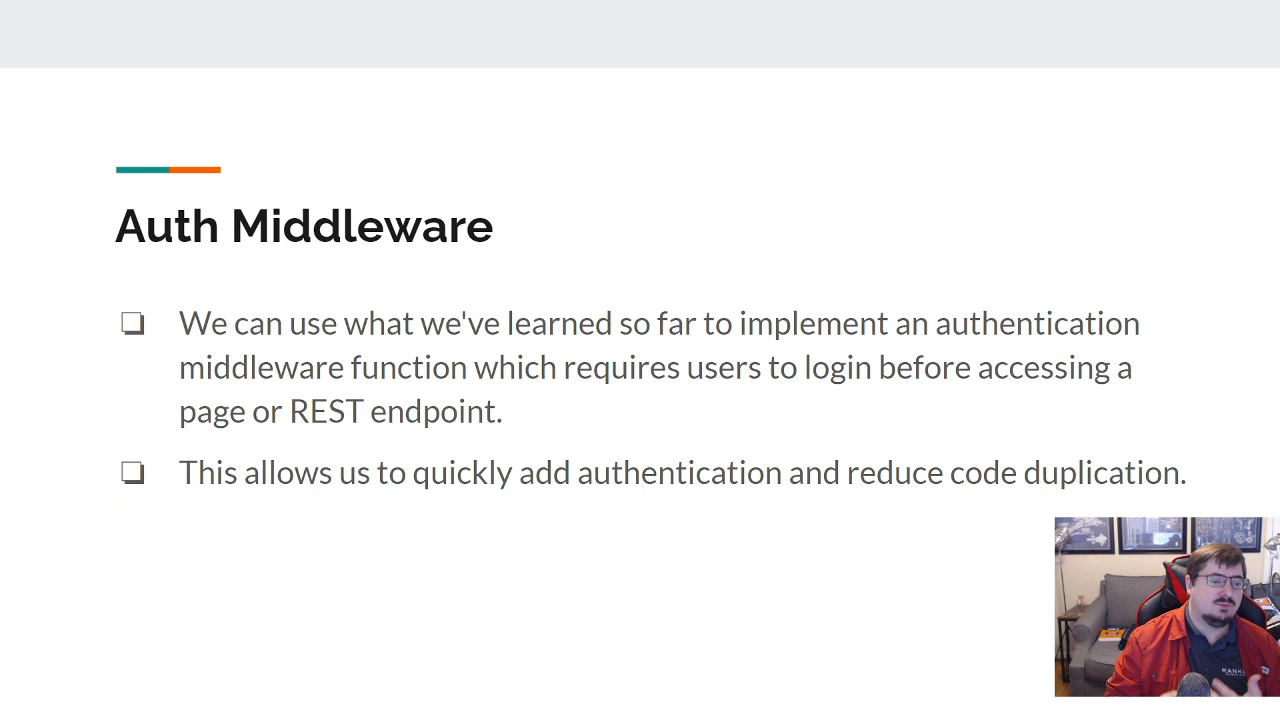 Auth Middleware
❏ We can use what we've learned so far to implement an authentication
middleware function which requires users to login before accessing a
page or REST endpoint.
❏ This allows us to quickly add authentication and reduce code duplication.